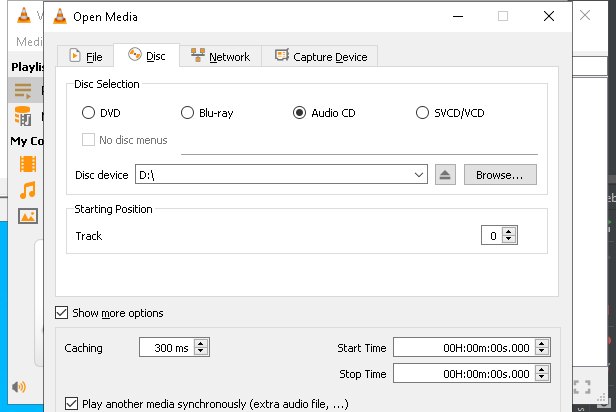 V
Open Media
Medi
Playlis
P
M
My Co
File
Disc
Network
Capture Device
Disc Selection
DVD
Blu-ray
Audio CD
SVCD/VCD
No disc menus
Disc device
D:\
Browse...
Starting Position
Track
0
Show more options
Caching
300 ms
Start Time
00H:00m:00s.000
Stop Time
00H:00m:00s.000
Play another media synchronously (extra audio file, ...)
eb